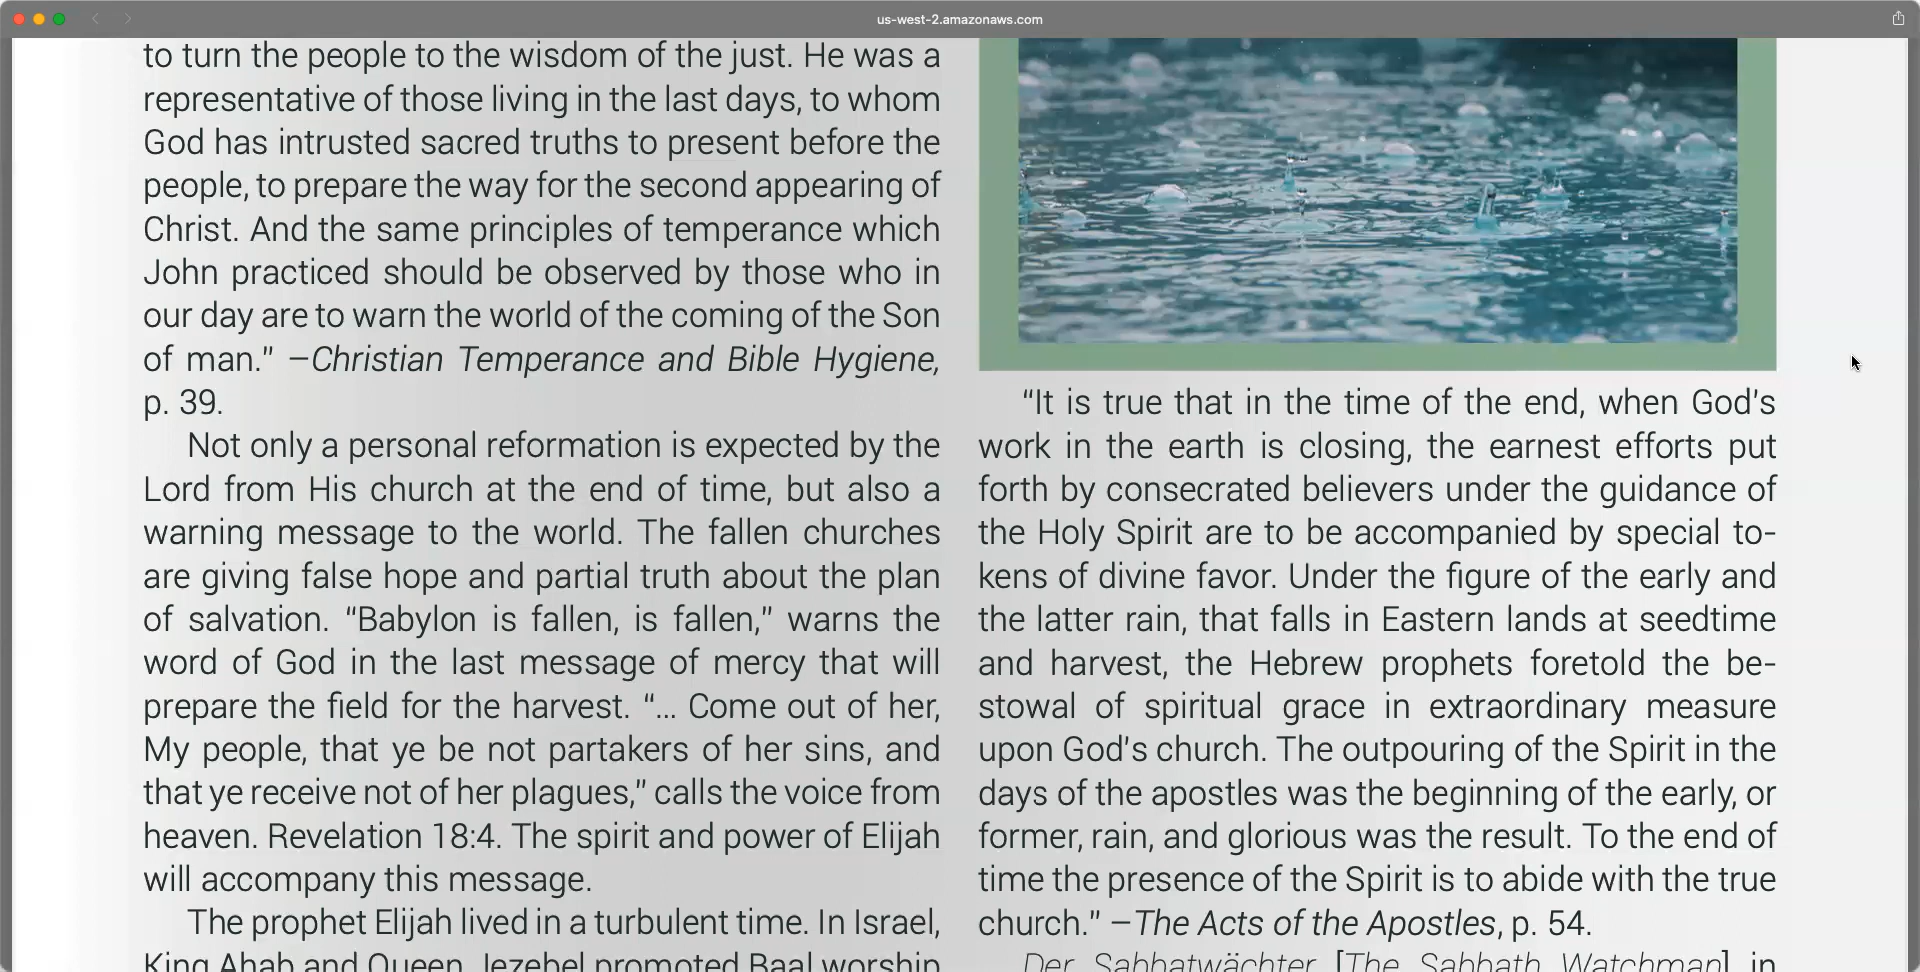 us-west-2.amazonaws.com
to turn the people to the wisdom of the just. He was a
representative of those living in the last days, to whom
God has intrusted sacred truths to present before the
people, to prepare the way for the second appearing of
Christ. And the same principles of temperance which
John practiced should be observed by those who in
our day are to warn the world of the coming of the Son
of man.” –Christian Temperance and Bible Hygiene,
p. 39.
Not only a personal reformation is expected by the
Lord from His church at the end of time, but also a
warning message to the world. The fallen churches
are giving false hope and partial truth about the plan
of salvation. “Babylon is fallen, is fallen,” warns the
word of God in the last message of mercy that will
prepare the field for the harvest. “... Come out of her,
My people, that ye be not partakers of her sins, and
that ye receive not of her plagues,” calls the voice from
heaven. Revelation 18:4. The spirit and power of Elijah
will accompany this message.
The prophet Elijah lived in a turbulent time. In Israel,
King Ahab and Queen Jezebel promoted Baal worship
“It is true that in the time of the end, when God’s
work in the earth is closing, the earnest efforts put
forth by consecrated believers under the guidance of
the Holy Spirit are to be accompanied by special to-
kens of divine favor. Under the figure of the early and
the latter rain, that falls in Eastern lands at seedtime
and harvest, the Hebrew prophets foretold the be-
stowal of spiritual grace in extraordinary measure
upon God’s church. The outpouring of the Spirit in the
days of the apostles was the beginning of the early, or
former, rain, and glorious was the result. To the end of
time the presence of the Spirit is to abide with the true
church.” –The Acts of the Apostles, p. 54.
Der Sabbatwächter [The Sabbath Watchman] in